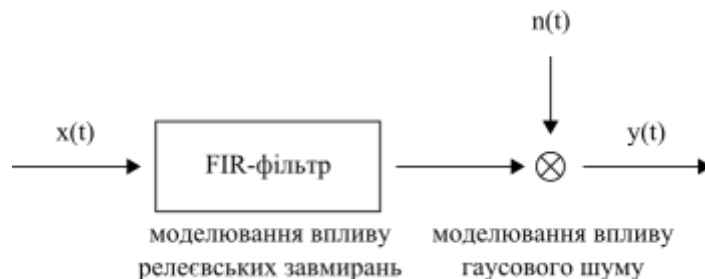 n(t)
x(t)
FIR-фільтр
y(t)
моделювання впливу
релеєвських завмирань
моделювання впливу
гаусового шуму